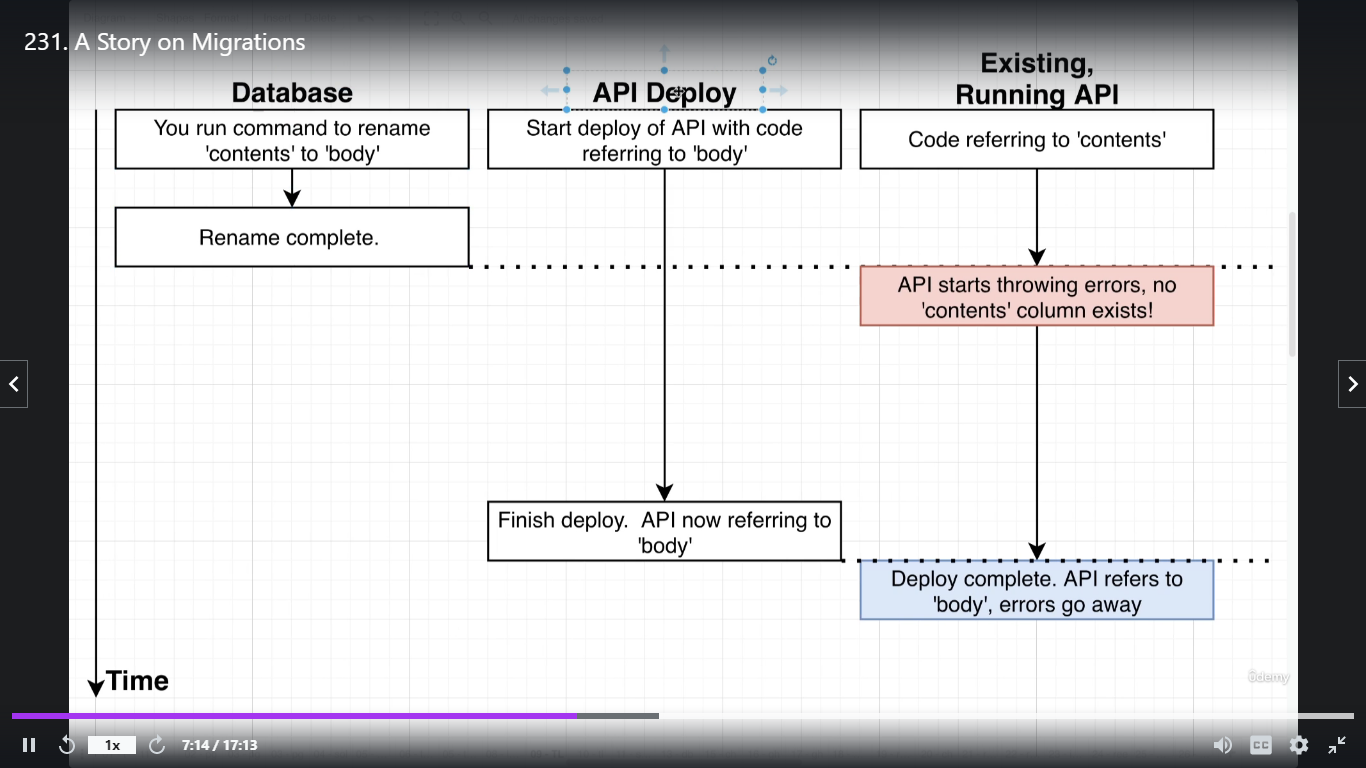 231. A Story on Migrations
Database
API Deploy
Existing,
Running API
You run command to rename
'contents' to 'body'
Start deploy of API with code
referring to 'body'
Code referring to 'contents'
Rename complete.
API starts throwing errors, no
'contents' column exists!
Finish deploy.  API now referring to
'body'
Deploy complete. API refers to
'body', errors go away
Time
ûdemy
1x
7:14 / 17:13
CC